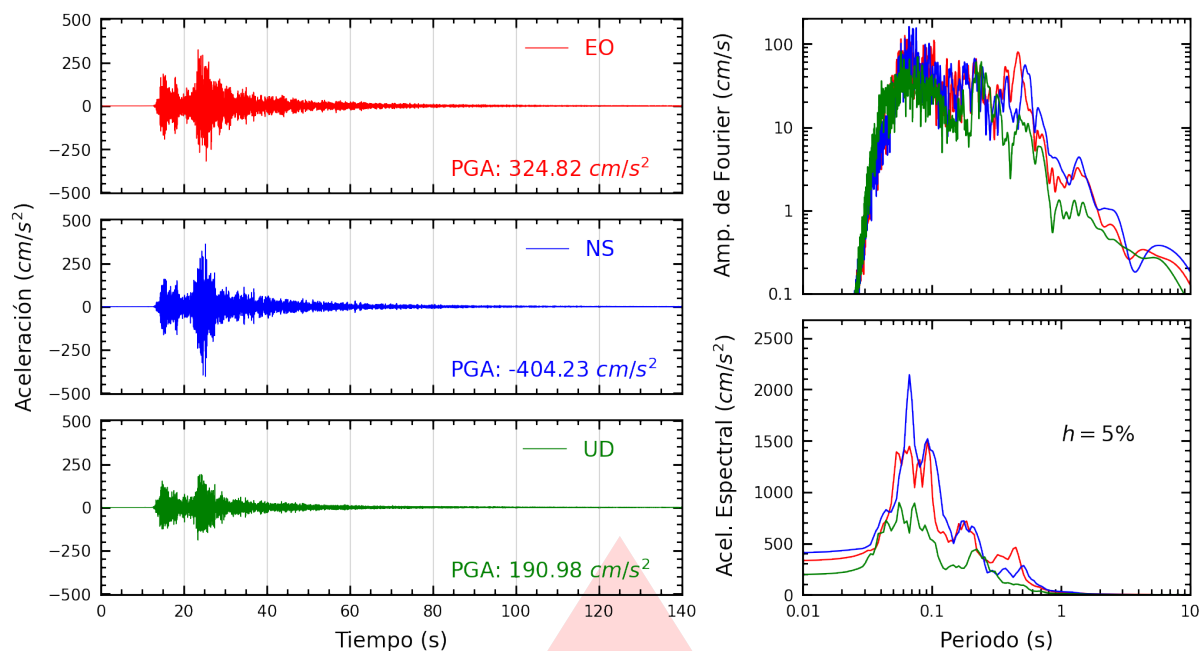 Aceleración (cm/s²)
500
250
0
−250
−500
EO
PGA: 324.82 cm/s²
500
250
0
−250
−500
NS
PGA: -404.23 cm/s²
500
250
0
−250
−500
UD
PGA: 190.98 cm/s²
0 20 40 60 80 100 120 140
Tiempo (s)
Amp. de Fourier (cm/s)
100
10
1
0.1
Acel. Espectral (cm/s²)
2500
2000
1500
1000
500
0
h = 5%
0.01 0.1 1 10
Periodo (s)